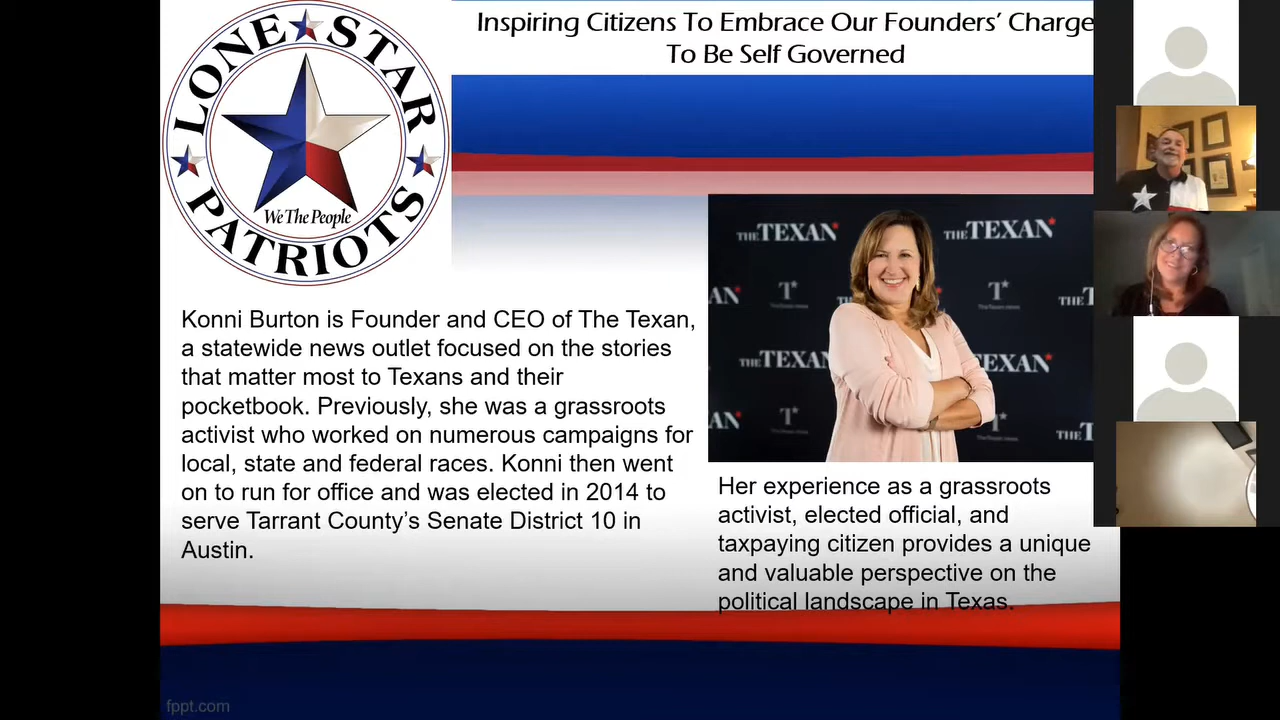 Inspiring Citizens To Embrace Our Founders’ Charge
To Be Self Governed
LONE STAR
We The People
PATRIOTS
Konni Burton is Founder and CEO of The Texan,
a statewide news outlet focused on the stories
that matter most to Texans and their
pocketbook. Previously, she was a grassroots
activist who worked on numerous campaigns for
local, state and federal races. Konni then went
on to run for office and was elected in 2014 to
serve Tarrant County’s Senate District 10 in
Austin.
THE TEXAN THE TEXAN
AN T THE T
THE TEXAN TEXAN
AN T THE T
Her experience as a grassroots
activist, elected official, and
taxpaying citizen provides a unique
and valuable perspective on the
political landscape in Texas.
fppt.com